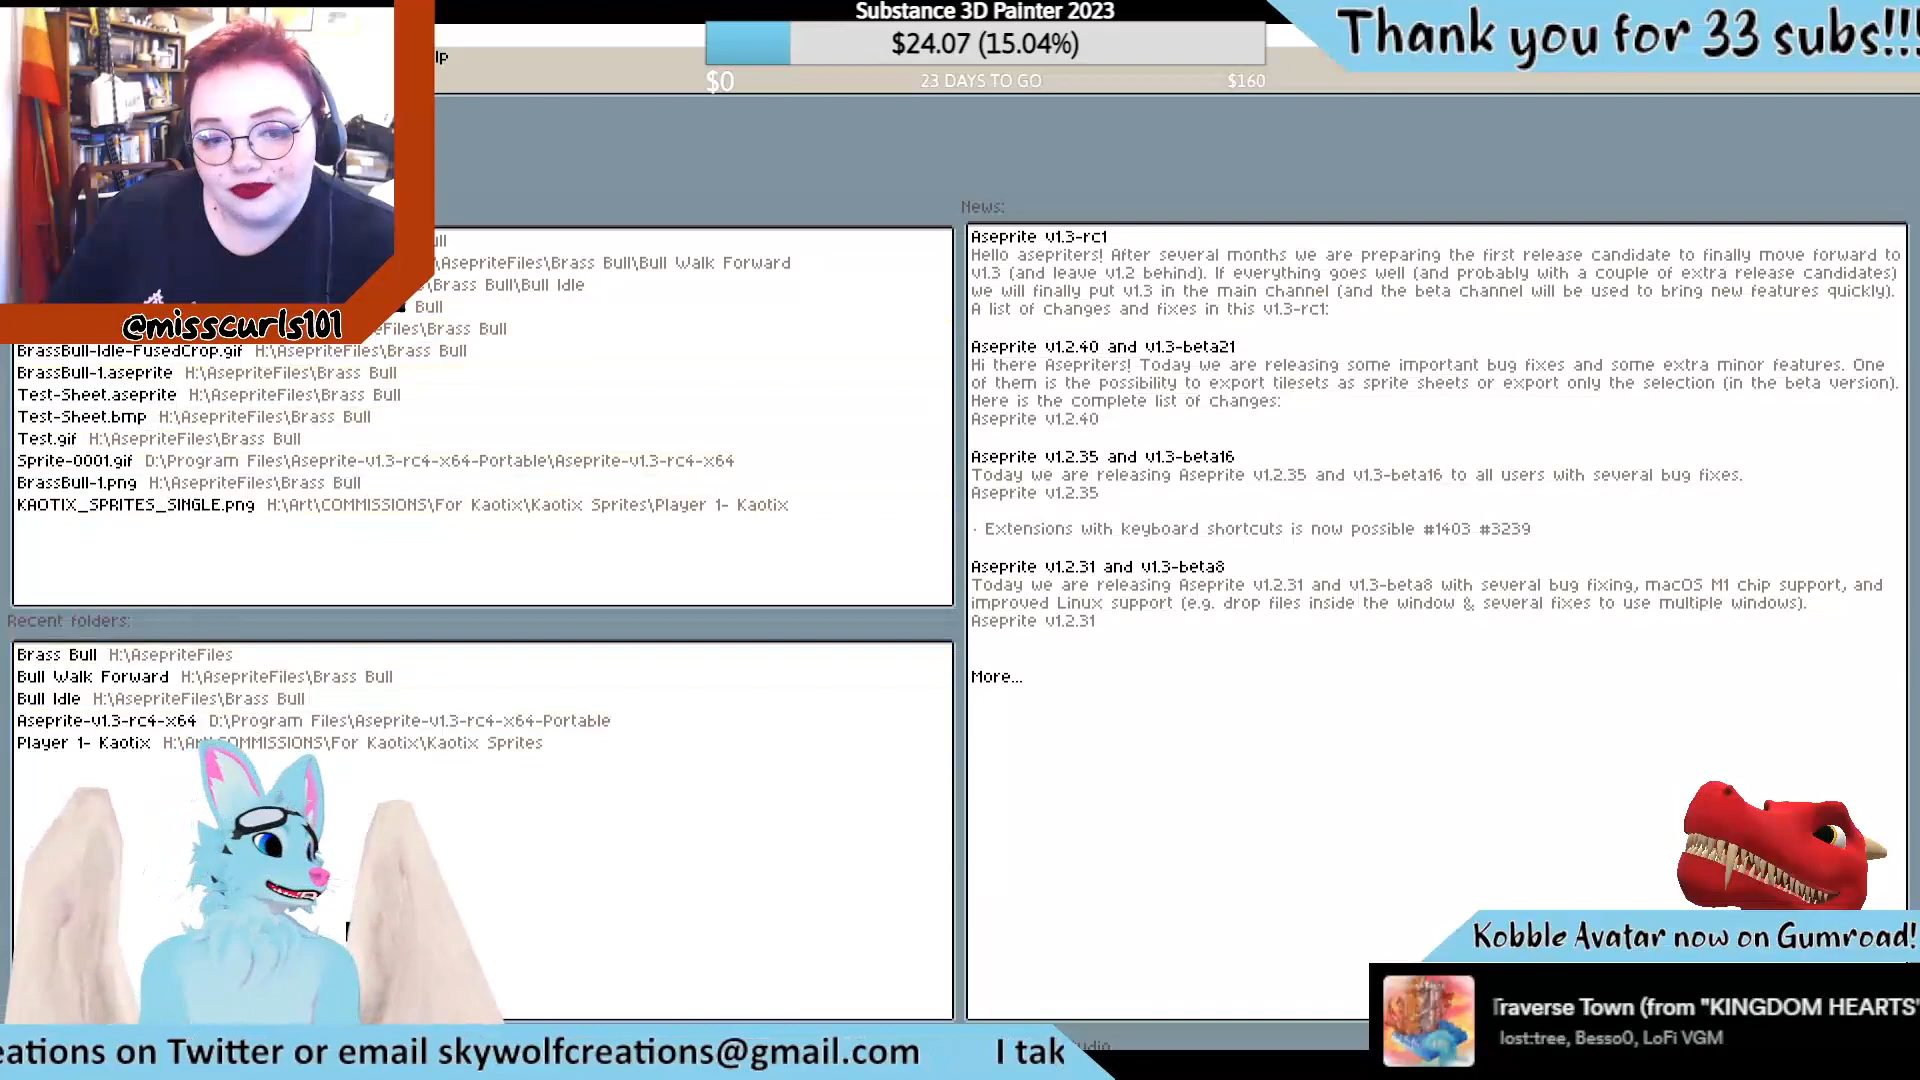 Substance 3D Painter 2023
$24.07 (15.04%)
$0
23 DAYS TO GO
$160
Thank you for 33 subs!!!
lp
@misscurls101
ull
\AsepriteFiles\Brass Bull\Bull Walk Forward
\Brass Bull\Bull Idle
Bull
eFiles\Brass Bull
BrassBull-Idle-FusedCrop.gif H:\AsepriteFiles\Brass Bull
BrassBull-1.aseprite H:\AsepriteFiles\Brass Bull
Test-Sheet.aseprite H:\AsepriteFiles\Brass Bull
Test-Sheet.bmp H:\AsepriteFiles\Brass Bull
Test.gif H:\AsepriteFiles\Brass Bull
Sprite-0001.gif D:\Program Files\Aseprite-v1.3-rc4-x64-Portable\Aseprite-v1.3-rc4-x64
BrassBull-1.png H:\AsepriteFiles\Brass Bull
KAOTIX_SPRITES_SINGLE.png H:\Art\COMMISSIONS\For Kaotix\Kaotix Sprites\Player 1- Kaotix
Recent folders:
Brass Bull H:\AsepriteFiles
Bull Walk Forward H:\AsepriteFiles\Brass Bull
Bull Idle H:\AsepriteFiles\Brass Bull
Aseprite-v1.3-rc4-x64 D:\Program Files\Aseprite-v1.3-rc4-x64-Portable
Player 1- Kaotix H:\Art\COMMISSIONS\For Kaotix\Kaotix Sprites
News:
Aseprite v1.3-rc1
Hello asepriters! After several months we are preparing the first release candidate to finally move forward to
v1.3 (and leave v1.2 behind). If everything goes well (and probably with a couple of extra release candidates)
we will finally put v1.3 in the main channel (and the beta channel will be used to bring new features quickly).
A list of changes and fixes in this v1.3-rc1:
Aseprite v1.2.40 and v1.3-beta21
Hi there Asepriters! Today we are releasing some important bug fixes and some extra minor features. One
of them is the possibility to export tilesets as sprite sheets or export only the selection (in the beta version).
Here is the complete list of changes:
Aseprite v1.2.40
Aseprite v1.2.35 and v1.3-beta16
Today we are releasing Aseprite v1.2.35 and v1.3-beta16 to all users with several bug fixes.
Aseprite v1.2.35
· Extensions with keyboard shortcuts is now possible #1403 #3239
Aseprite v1.2.31 and v1.3-beta8
Today we are releasing Aseprite v1.2.31 and v1.3-beta8 with several bug fixing, macOS M1 chip support, and
improved Linux support (e.g. drop files inside the window & several fixes to use multiple windows).
Aseprite v1.2.31
More...
Kobble Avatar now on Gumroad!
Traverse Town (from "KINGDOM HEARTS"
lost:tree, Besso0, LoFi VGM
eations on Twitter or email skywolfcreations@gmail.com I tak
udio